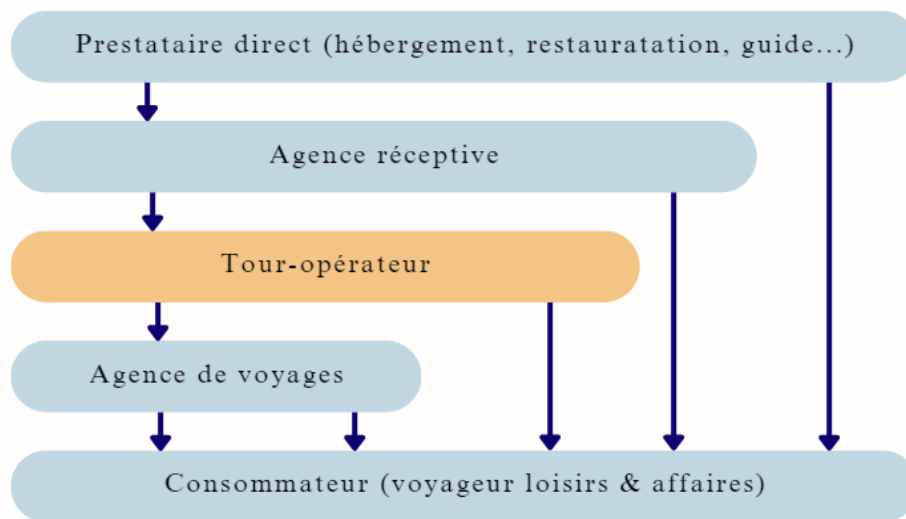 Prestataire direct (hébergement, restauratation, guide...)
Agence réceptive
Tour-opérateur
Agence de voyages
Consommateur (voyageur loisirs & affaires)